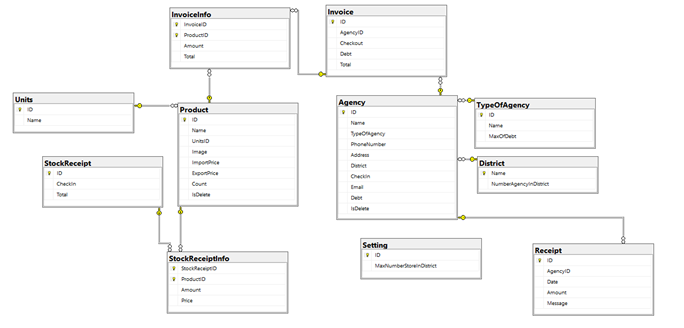 InvoiceInfo
InvoiceID
ProductID
Amount
Total
Invoice
ID
AgencyID
Checkout
Debt
Total
Units
ID
Name
Product
ID
Name
UnitsID
Image
ImportPrice
ExportPrice
Count
IsDelete
Agency
ID
Name
TypeOfAgency
PhoneNumber
Address
District
CheckIn
Email
Debt
IsDelete
TypeOfAgency
ID
Name
MaxOfDebt
StockReceipt
ID
CheckIn
Total
District
Name
NumberAgencyInDistrict
StockReceiptInfo
StockReceiptID
ProductID
Amount
Price
Setting
ID
MaxNumberStoreInDistrict
Receipt
ID
AgencyID
Date
Amount
Message